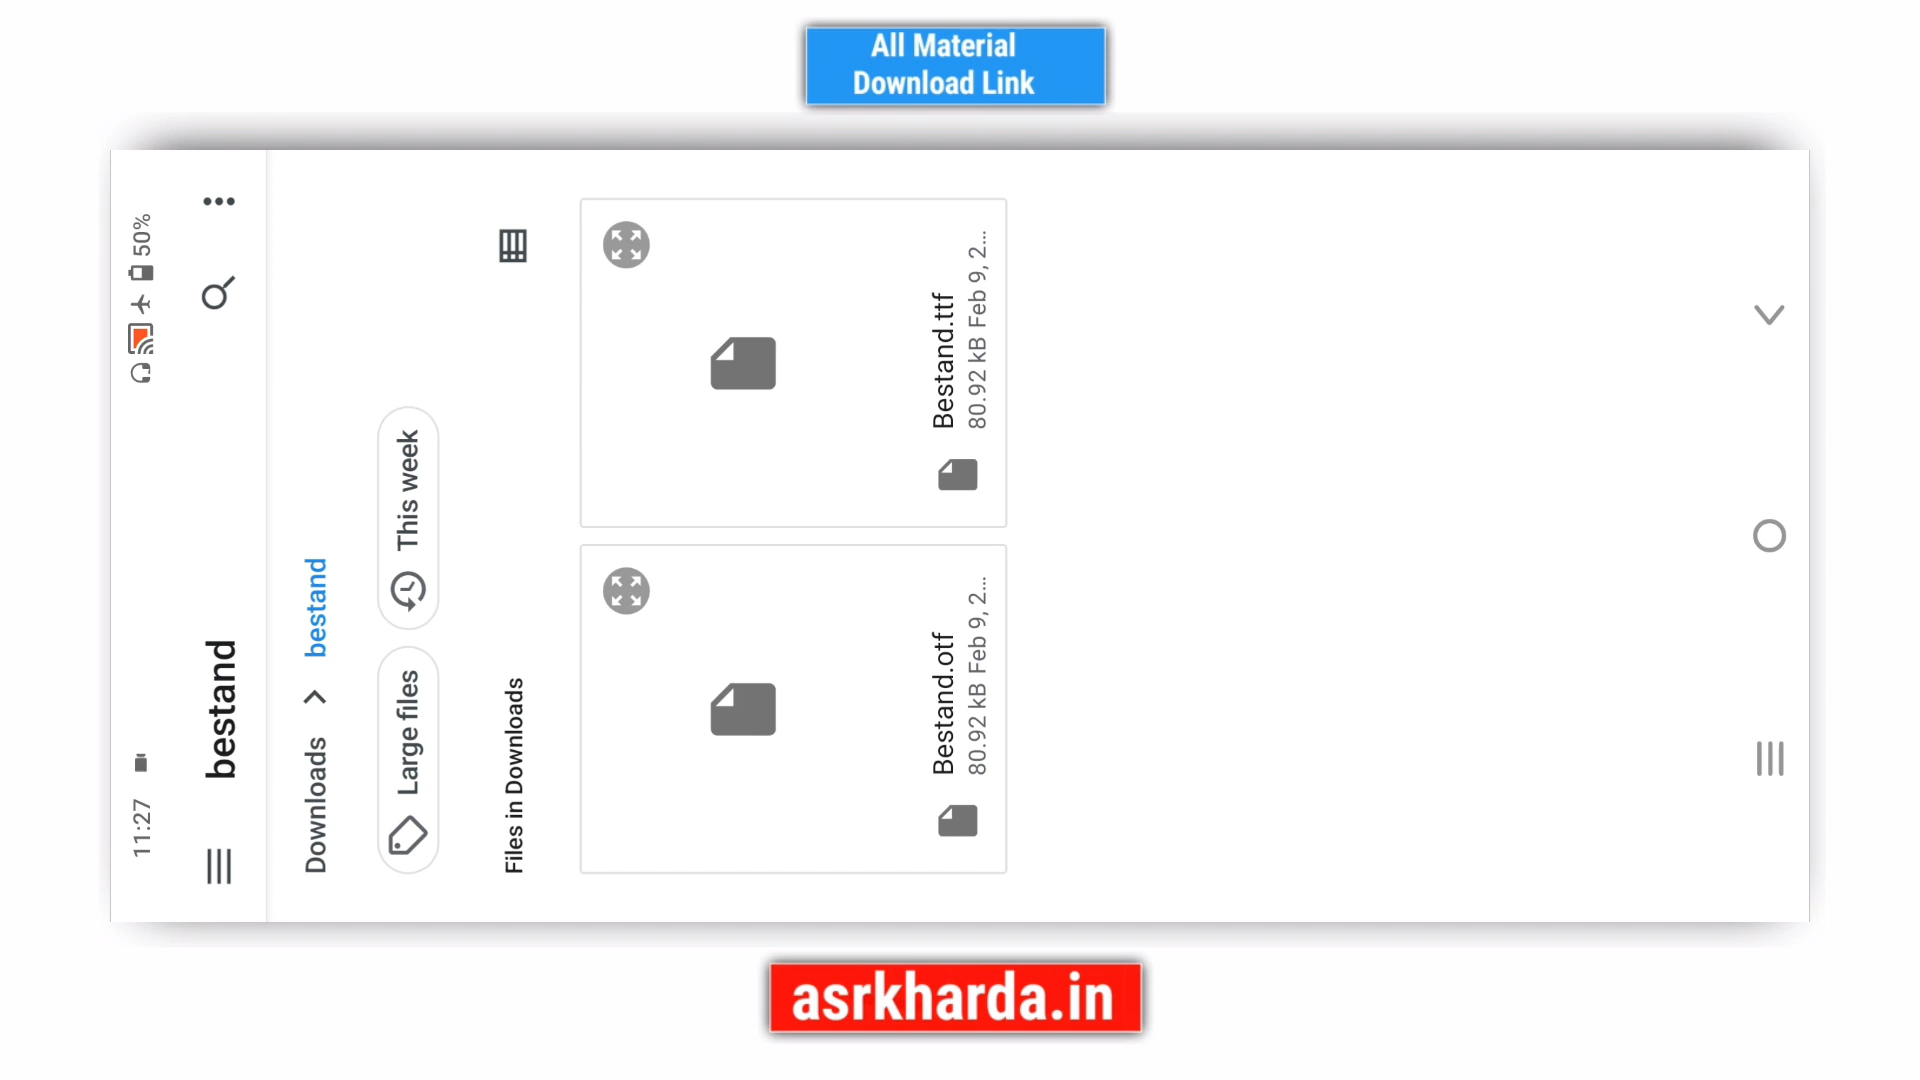 All Material
Download Link
11:27
50%
bestand
Downloads > bestand
Large files
This week
Files in Downloads
Bestand.otf
80.92 kB Feb 9, 2...
Bestand.ttf
80.92 kB Feb 9, 2...
asrkharda.in